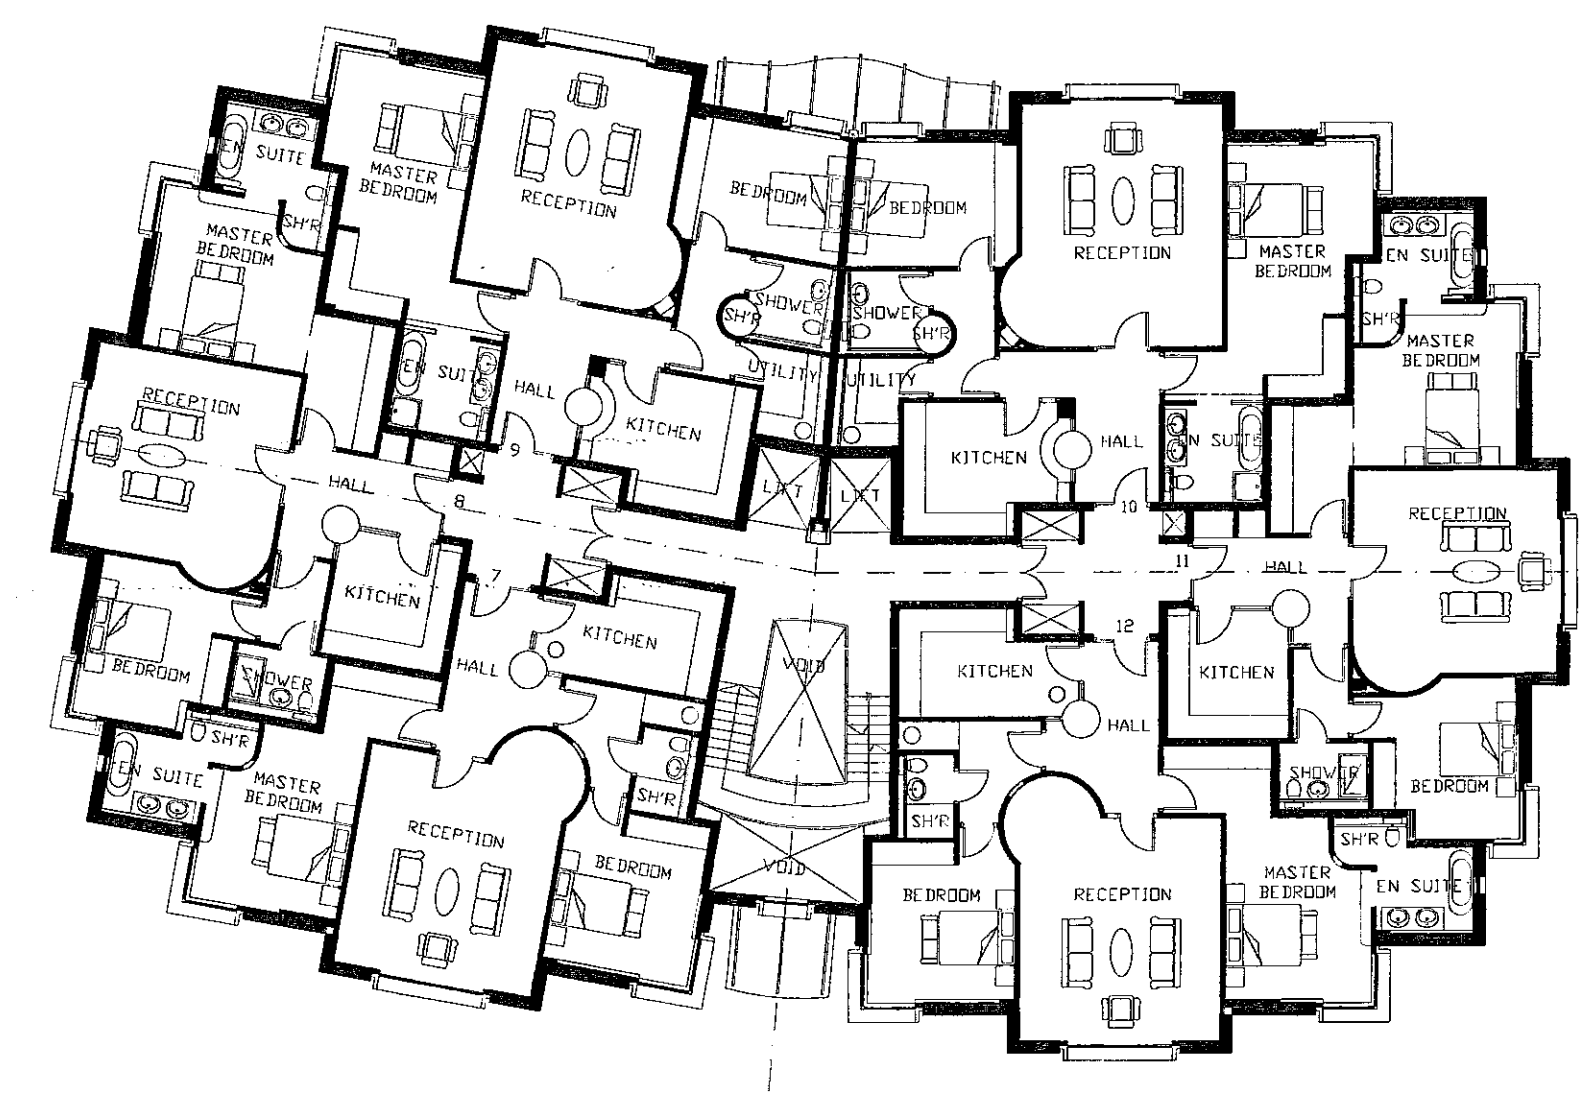 RECEPTION
MASTER
BEDROOM
EN SUITE
SH'R
MASTER
BEDROOM
BEDROOM
SHOWER
SH'R
UTILITY
EN SUITE
HALL
KITCHEN
9
LIFT
RECEPTION
HALL
8
KITCHEN
7
BEDROOM
SHOWER
SH'R
EN SUITE
MASTER
BEDROOM
HALL
KITCHEN
RECEPTION
SH'R
BEDROOM
VOID
VOID
BEDROOM
RECEPTION
MASTER
BEDROOM
EN SUITE
SH'R
MASTER
BEDROOM
SHOWER
SH'R
UTILITY
KITCHEN
HALL
EN SUITE
LIFT
10
11
HALL
RECEPTION
12
KITCHEN
HALL
KITCHEN
SHOWER
BEDROOM
SH'R
SH'R
EN SUITE
MASTER
BEDROOM
BEDROOM
RECEPTION